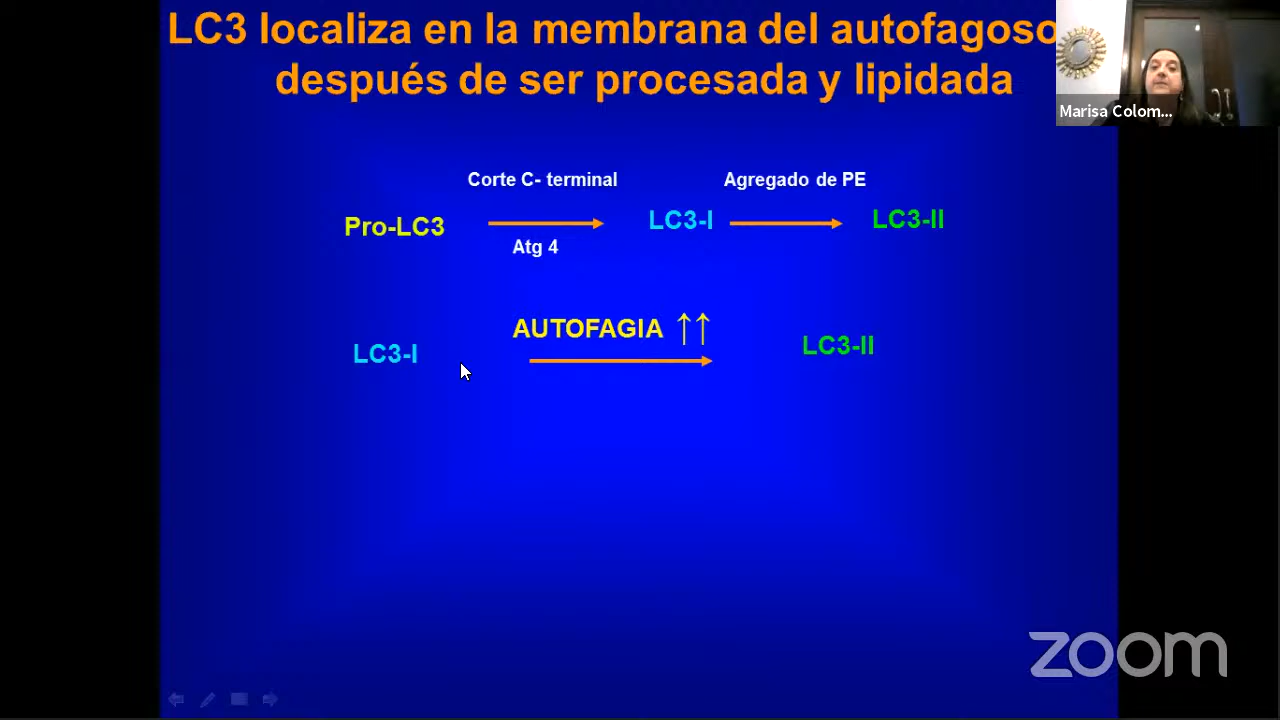 LC3 localiza en la membrana del autofagoso
después de ser procesada y lipidada
Marisa Colom...
Corte C- terminal
Agregado de PE
Pro-LC3
LC3-I
LC3-II
Atg 4
AUTOFAGIA ↑↑
LC3-I
LC3-II
zoom